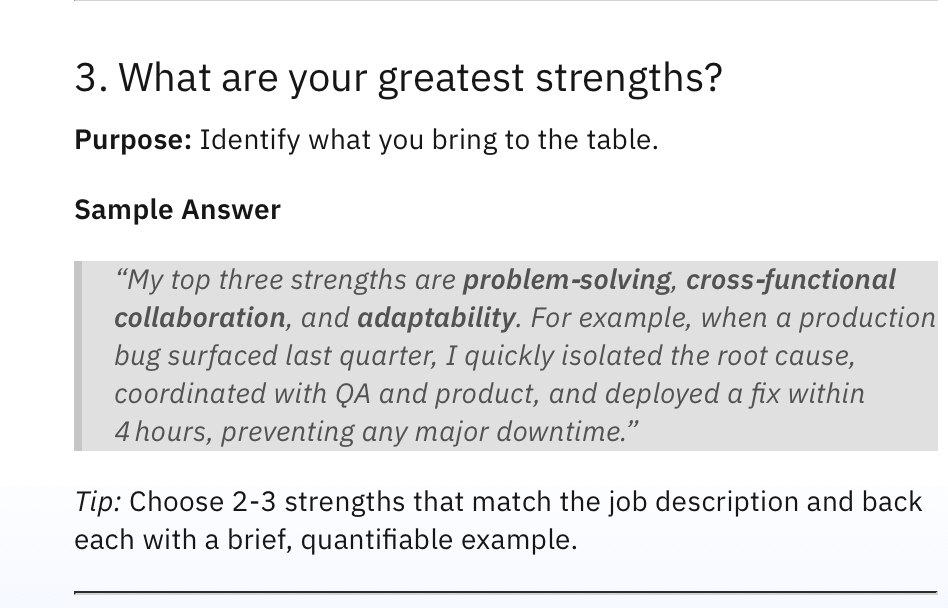 3. What are your greatest strengths?
Purpose: Identify what you bring to the table.
Sample Answer
“My top three strengths are problem-solving, cross-functional
collaboration, and adaptability. For example, when a production
bug surfaced last quarter, I quickly isolated the root cause,
coordinated with QA and product, and deployed a fix within
4 hours, preventing any major downtime.”
Tip: Choose 2-3 strengths that match the job description and back
each with a brief, quantifiable example.